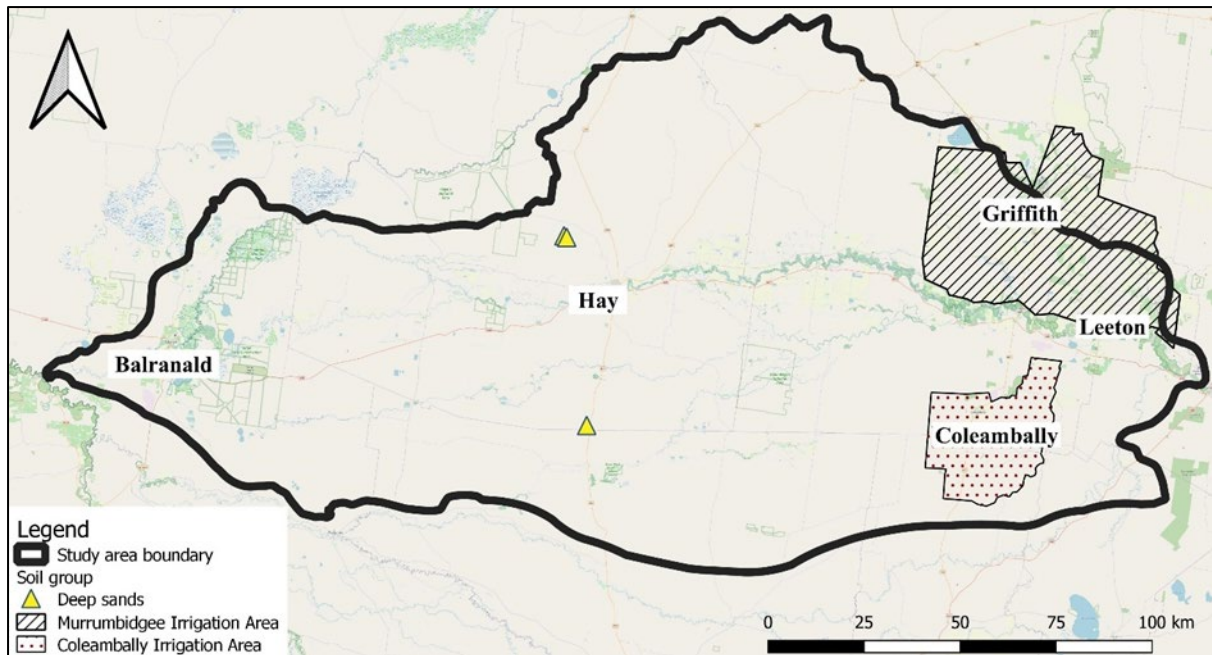 Griffith
Hay
Leeton
Balranald
Coleambally
Legend
Study area boundary
Soil group
Deep sands
Murrumbidgee Irrigation Area
Coleambally Irrigation Area
0 25 50 75 100 km